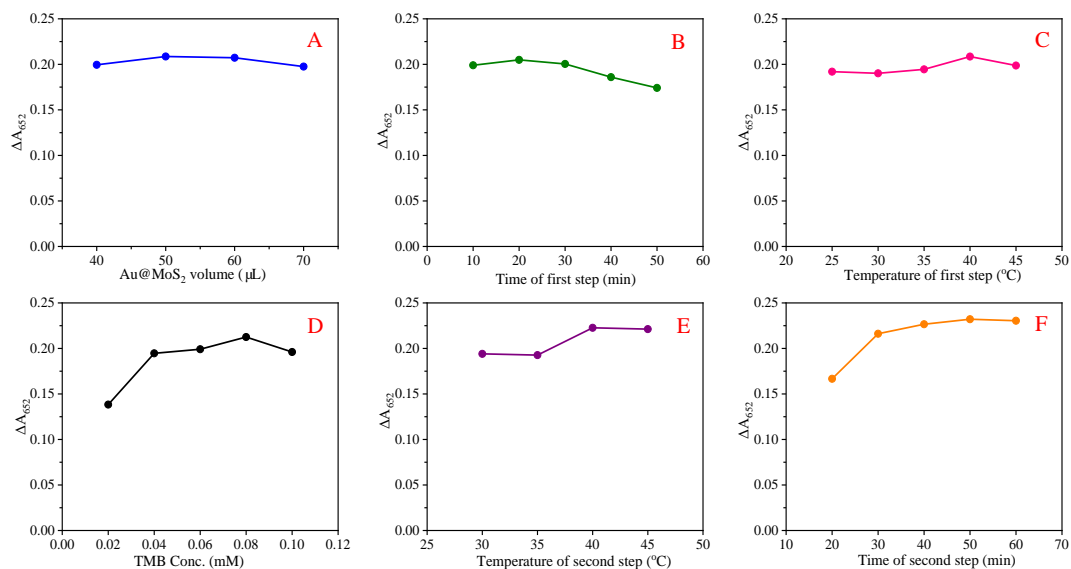 A
ΔA652
0.25
0.20
0.15
0.10
0.05
0.00
40 50 60 70
Au@MoS2 volume (μL)
B
ΔA652
0.25
0.20
0.15
0.10
0.05
0.00
0 10 20 30 40 50 60
Time of first step (min)
C
ΔA652
0.25
0.20
0.15
0.10
0.05
0.00
20 25 30 35 40 45 50
Temperature of first step (°C)
D
ΔA652
0.25
0.20
0.15
0.10
0.05
0.00
0.00 0.02 0.04 0.06 0.08 0.10 0.12
TMB Conc. (mM)
E
ΔA652
0.25
0.20
0.15
0.10
0.05
0.00
25 30 35 40 45 50
Temperature of second step (°C)
F
ΔA652
0.25
0.20
0.15
0.10
0.05
0.00
10 20 30 40 50 60 70
Time of second step (min)